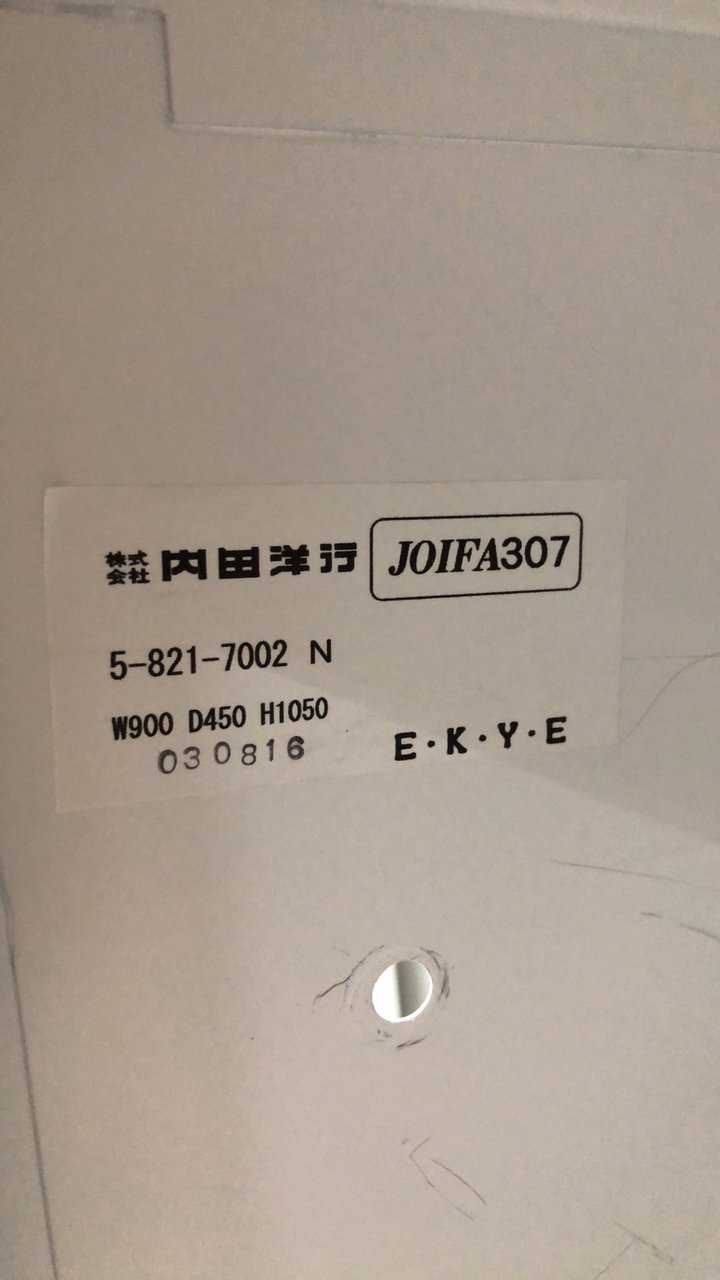 株式会社 内田洋行 JOIFA307
5-821-7002 N
W900 D450 H1050
030816 E・K・Y・E